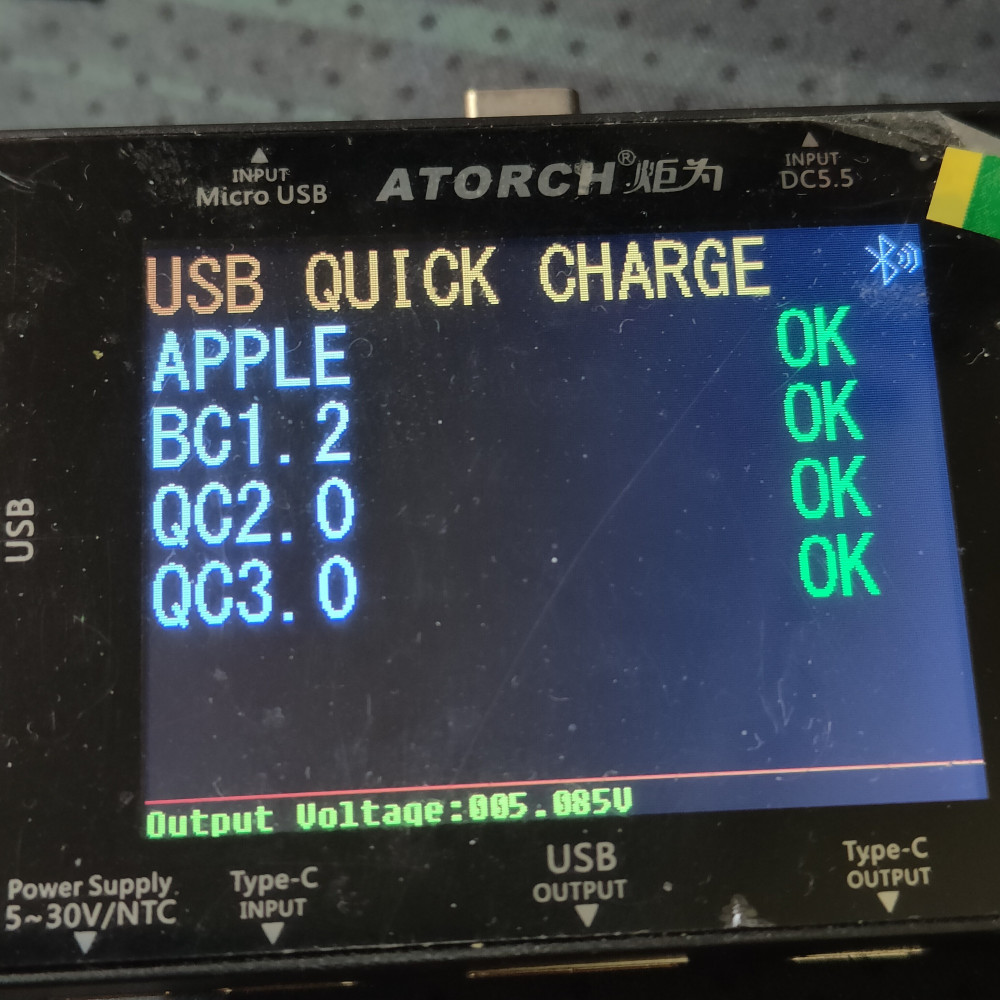 INPUT
Micro USB
ATORCH®炬为
INPUT
DC5.5
USB QUICK CHARGE
APPLE OK
BC1.2 OK
QC2.0 OK
QC3.0 OK
USB
Output Voltage:005.085V
Power Supply
5~30V/NTC
Type-C
INPUT
USB
OUTPUT
Type-C
OUTPUT